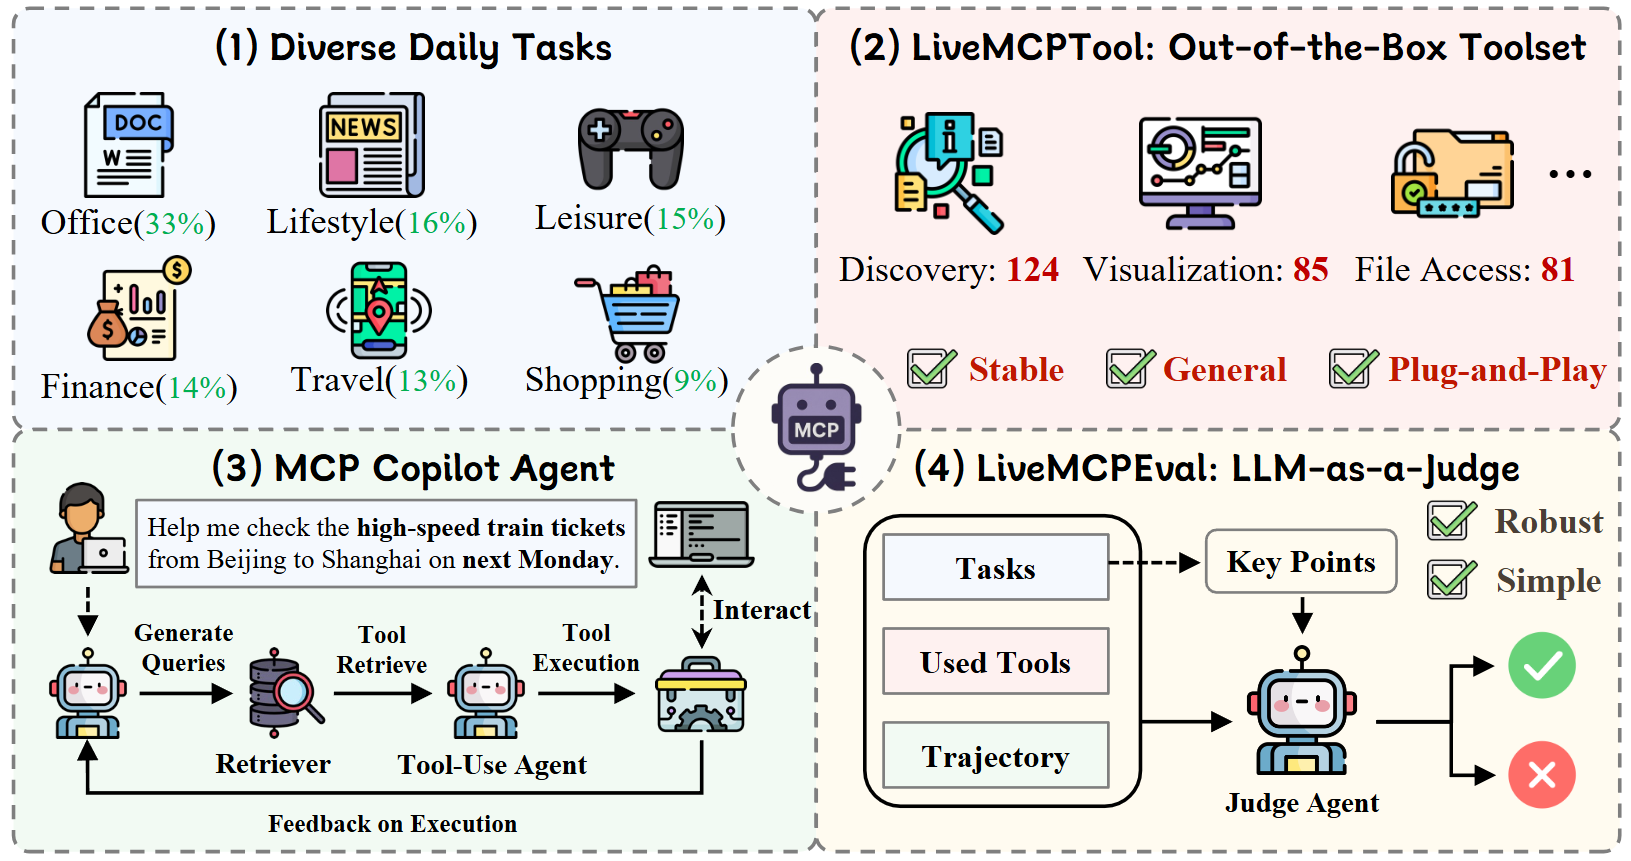 (1) Diverse Daily Tasks
DOC
W
NEWS
Office(33%)
Lifestyle(16%)
Leisure(15%)
$
$
Finance(14%)
Travel(13%)
Shopping(9%)
(2) LiveMCPTool: Out-of-the-Box Toolset
i
...
Discovery: 124
Visualization: 85
File Access: 81
Stable
General
Plug-and-Play
MCP
(3) MCP Copilot Agent
Help me check the high-speed train tickets
from Beijing to Shanghai on next Monday.
Interact
Generate
Queries
Tool
Retrieve
Tool
Execution
Retriever
Tool-Use Agent
Feedback on Execution
(4) LiveMCPEval: LLM-as-a-Judge
Tasks
Used Tools
Trajectory
Key Points
Robust
Simple
Judge Agent